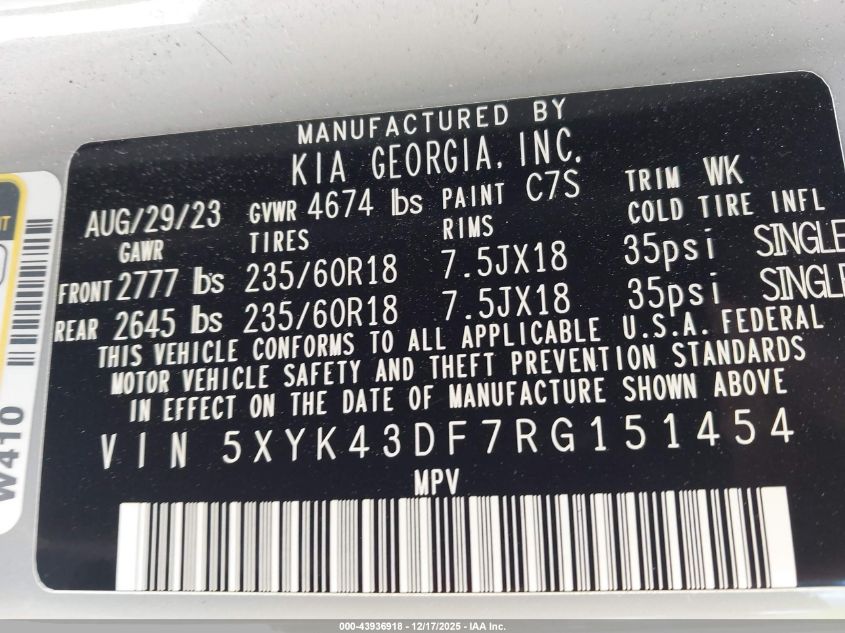 MANUFACTURED BY
KIA GEORGIA, INC.
AUG/29/23 GVWR 4674 lbs PAINT C7S TRIM WK
GAWR TIRES RIMS COLD TIRE INFL
FRONT 2777 lbs 235/60R18 7.5JX18 35psi SINGLE
REAR 2645 lbs 235/60R18 7.5JX18 35psi SINGLE
THIS VEHICLE CONFORMS TO ALL APPLICABLE U.S.A. FEDERAL
MOTOR VEHICLE SAFETY AND THEFT PREVENTION STANDARDS
IN EFFECT ON THE DATE OF MANUFACTURE SHOWN ABOVE
VIN 5XYK43DF7RG151454
MPV
W410
000-43936918 - 12/17/2025 - IAA Inc.